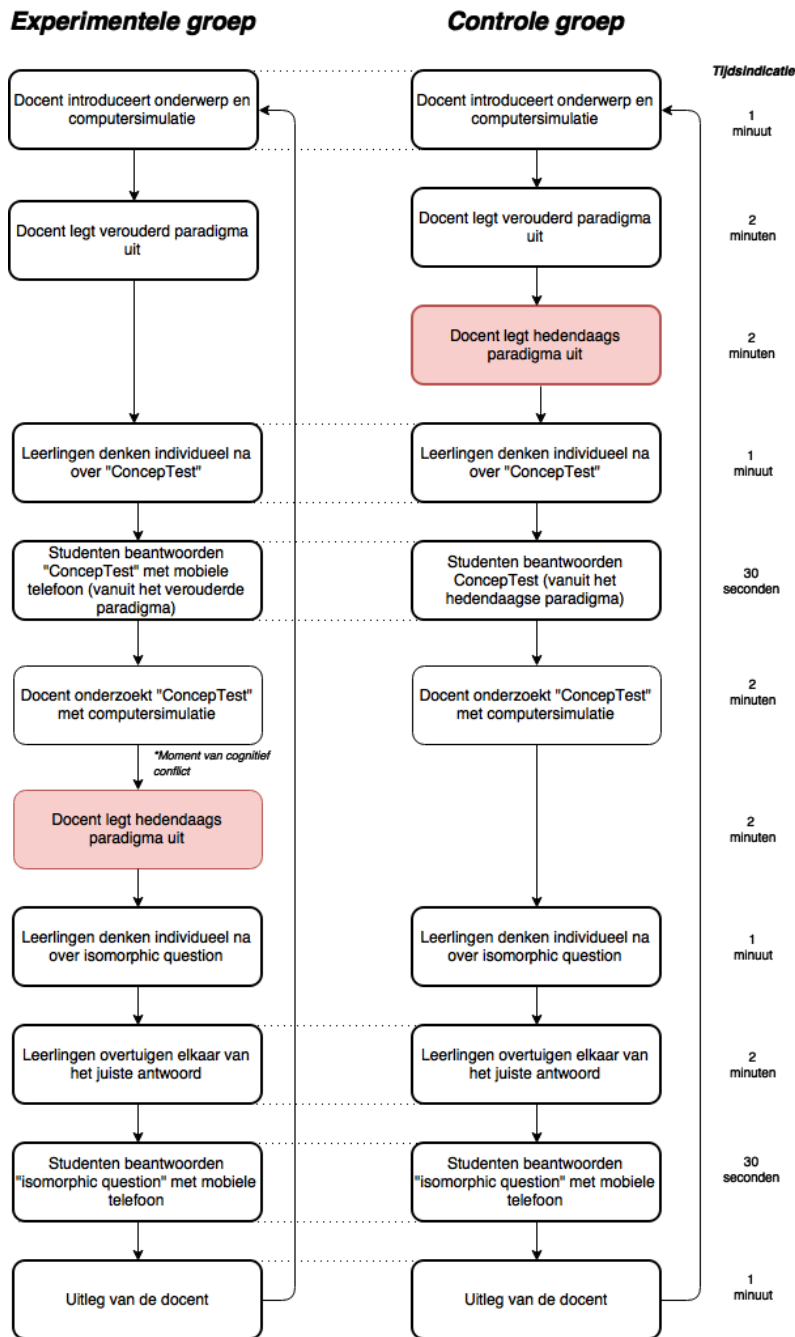 Experimentele groep
Controle groep
Tijdsindicatie
Docent introduceert onderwerp en
computersimulatie
Docent introduceert onderwerp en
computersimulatie
1
minuut
Docent legt verouderd paradigma
uit
Docent legt verouderd paradigma
uit
2
minuten
Docent legt hedendaags
paradigma uit
2
minuten
Leerlingen denken individueel na
over "ConcepTest"
Leerlingen denken individueel na
over "ConcepTest"
1
minuut
Studenten beantwoorden
"ConcepTest" met mobiele
telefoon (vanuit het verouderde
paradigma)
Studenten beantwoorden
ConcepTest (vanuit het
hedendaagse paradigma)
30
seconden
Docent onderzoekt "ConcepTest"
met computersimulatie
Docent onderzoekt "ConcepTest"
met computersimulatie
2
minuten
*Moment van cognitief
conflict
Docent legt hedendaags
paradigma uit
2
minuten
Leerlingen denken individueel na
over isomorphic question
Leerlingen denken individueel na
over isomorphic question
1
minuut
Leerlingen overtuigen elkaar van
het juiste antwoord
Leerlingen overtuigen elkaar van
het juiste antwoord
2
minuten
Studenten beantwoorden
"isomorphic question" met mobiele
telefoon
Studenten beantwoorden
"isomorphic question" met mobiele
telefoon
30
seconden
Uitleg van de docent
Uitleg van de docent
1
minuut